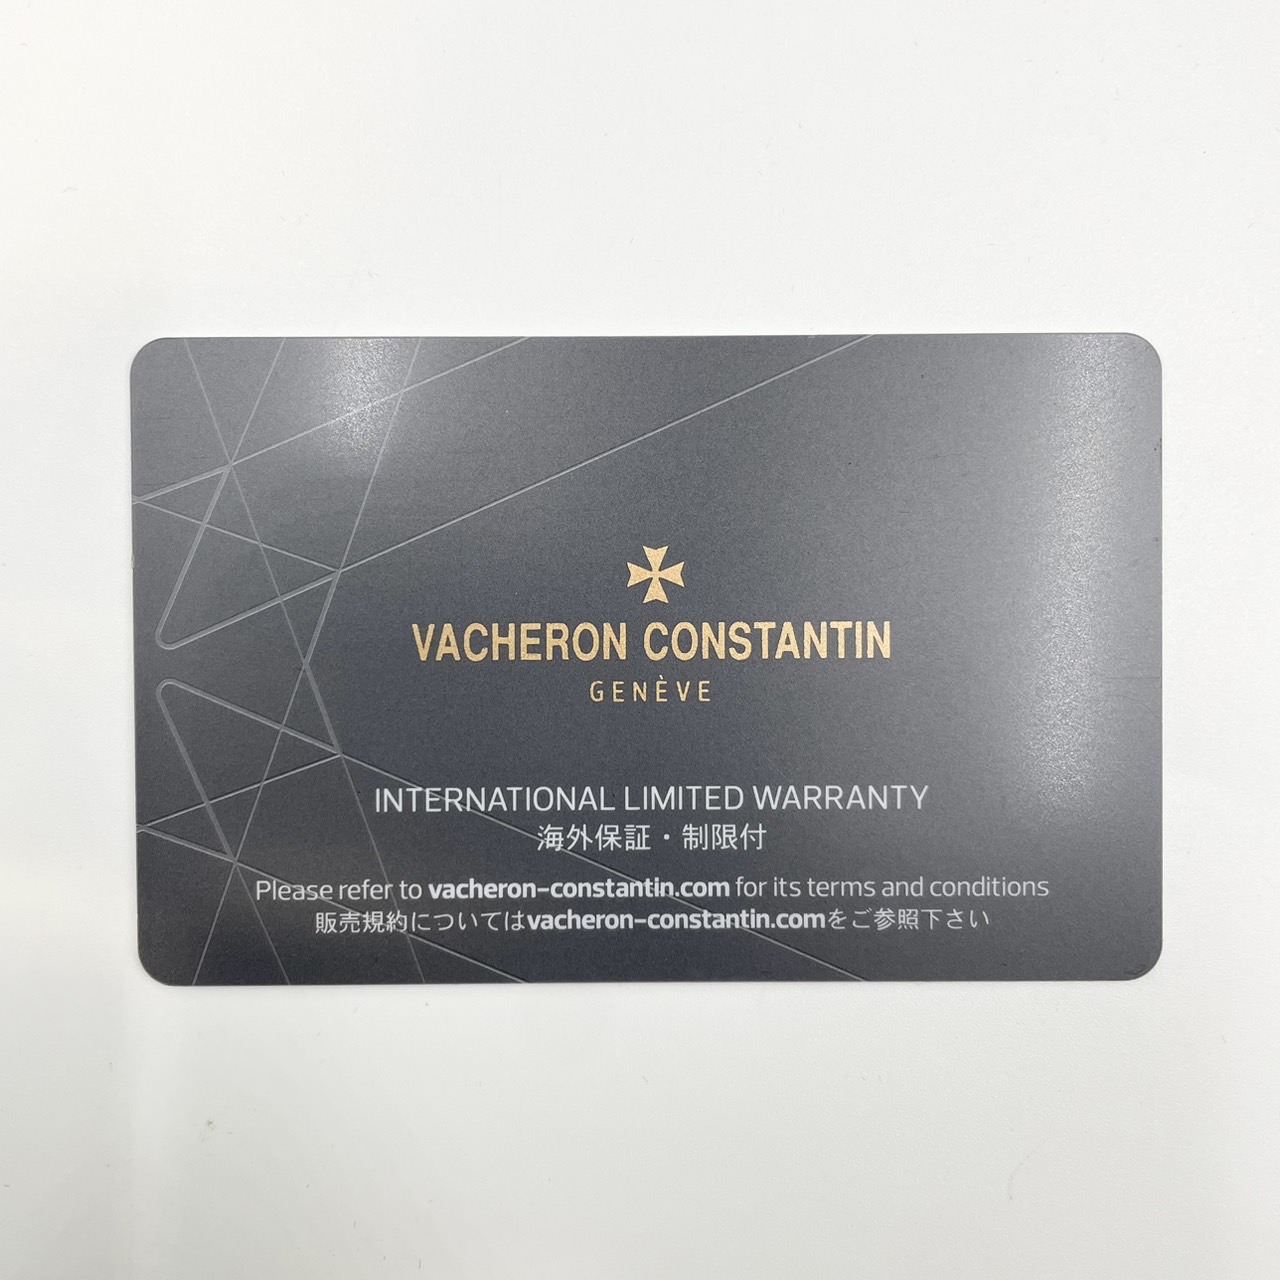 VACHERON CONSTANTIN
GENÈVE
INTERNATIONAL LIMITED WARRANTY
海外保証・制限付
Please refer to vacheron-constantin.com for its terms and conditions
販売規約についてはvacheron-constantin.comをご参照下さい